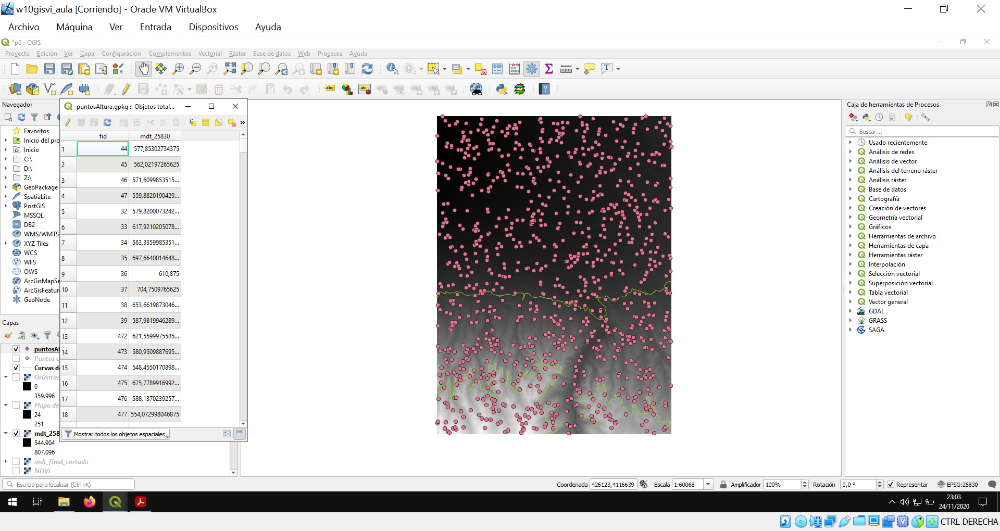 w10gisvi_aula [Corriendo] - Oracle VM VirtualBox
Archivo Máquina Ver Entrada Dispositivos Ayuda
*p6 - QGIS
Proyecto Edición Ver Capa Configuración Complementos Vectorial Ráster Base de datos Web Procesos Ayuda
Navegador
Favoritos
Inicio del pro
Inicio
C:\
D:\
Z:\
GeoPackage
SpatiaLite
PostGIS
MSSQL
DB2
WMS/WMTS
XYZ Tiles
WCS
WFS
OWS
ArcGisMapSe
ArcGisFeatur
GeoNode
Capas
puntosAl
Puntos a
Curvas de
Orientac
0
359.996
Mapa de
24
251
mdt_258
544.904
807.096
mdt_final_cortado
NDVI
puntosAltura.gpkg :: Objetos total...
fid mdt_25830
1 44 577,85302734375
2 45 562,02197265625
3 46 571,6099853515...
4 47 559,8820190429...
5 32 579,8200073242...
6 33 617,9210205078...
7 34 563,3359985351...
8 35 697,6640014648...
9 36 610,875
10 37 704,7509765625
11 38 653,6619873046...
12 39 587,9819946289...
13 472 621,5599975585...
14 473 580,9509887695...
15 474 548,4550170898...
16 475 675,7789916992...
17 476 588,1370239257...
18 477 554,072998046875
Mostrar todos los objetos espaciales
Caja de herramientas de Procesos
Buscar...
Usado recientemente
Análisis de redes
Análisis de vector
Análisis del terreno ráster
Análisis ráster
Base de datos
Cartografía
Creación de vectores
Geometría vectorial
Gráficos
Herramientas de archivo
Herramientas de capa
Herramientas ráster
Interpolación
Selección vectorial
Superposición vectorial
Tabla vectorial
Vector general
GDAL
GRASS
SAGA
Escriba para localizar (Ctrl+K)
Coordenada 426123,4116639 Escala 1:60068 Amplificador 100% Rotación 0,0 ° Representar EPSG:25830
23:03
24/11/2020
CTRL DERECHA